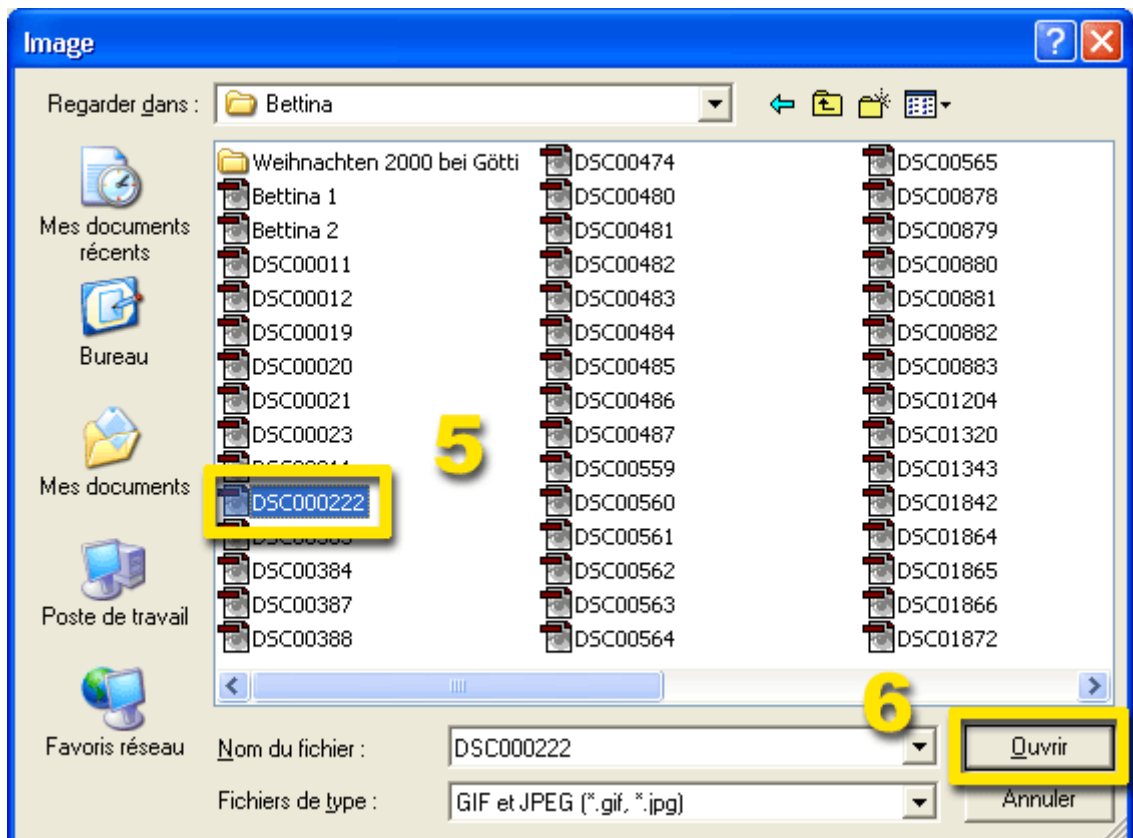 Image
Regarder dans :
Bettina
Mes documents
récents
Bureau
Mes documents
Poste de travail
Favoris réseau
Weihnachten 2000 bei Götti
Bettina 1
Bettina 2
DSC00011
DSC00012
DSC00019
DSC00020
DSC00021
DSC00023
DSC000222
DSC00384
DSC00387
DSC00388
DSC00474
DSC00480
DSC00481
DSC00482
DSC00483
DSC00484
DSC00485
DSC00486
DSC00487
DSC00559
DSC00560
DSC00561
DSC00562
DSC00563
DSC00564
DSC00565
DSC00878
DSC00879
DSC00880
DSC00881
DSC00882
DSC00883
DSC01204
DSC01320
DSC01343
DSC01842
DSC01864
DSC01865
DSC01866
DSC01872
5
6
Nom du fichier :
DSC000222
Ouvrir
Fichiers de type :
GIF et JPEG (*.gif, *.jpg)
Annuler